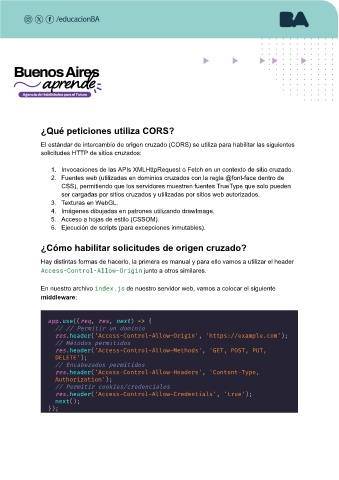 /educacionBA
BA
Buenos Aires
aprende
Agencia de Habilidades para el Futuro
¿Qué peticiones utiliza CORS?
El estándar de intercambio de origen cruzado (CORS) se utiliza para habilitar las siguientes
solicitudes HTTP de sitios cruzados:
1. Invocaciones de las APIs XMLHttpRequest o Fetch en un contexto de sitio cruzado.
2. Fuentes web (utilizadas en dominios cruzados con la regla @font-face dentro de
CSS), permitiendo que los servidores muestren fuentes TrueType que solo pueden
ser cargadas por sitios cruzados y utilizadas por sitios web autorizados.
3. Texturas en WebGL.
4. Imágenes dibujadas en patrones utilizando drawImage.
5. Acceso a hojas de estilo (CSSOM).
6. Ejecución de scripts (para excepciones inmutables).
¿Cómo habilitar solicitudes de origen cruzado?
Hay distintas formas de hacerlo, la primera es manual y para ello vamos a utilizar el header
Access-Control-Allow-Origin junto a otros similares.
En nuestro archivo index.js de nuestro servidor web, vamos a colocar el siguiente
middleware:
app.use((req, res, next) => {
// // Permitir un dominio
res.header('Access-Control-Allow-Origin', 'https://example.com');
// Métodos permitidos
res.header('Access-Control-Allow-Methods', 'GET, POST, PUT,
DELETE');
// Encabezados permitidos
res.header('Access-Control-Allow-Headers', 'Content-Type,
Authorization');
// Permitir cookies/credenciales
res.header('Access-Control-Allow-Credentials', 'true');
next();
});